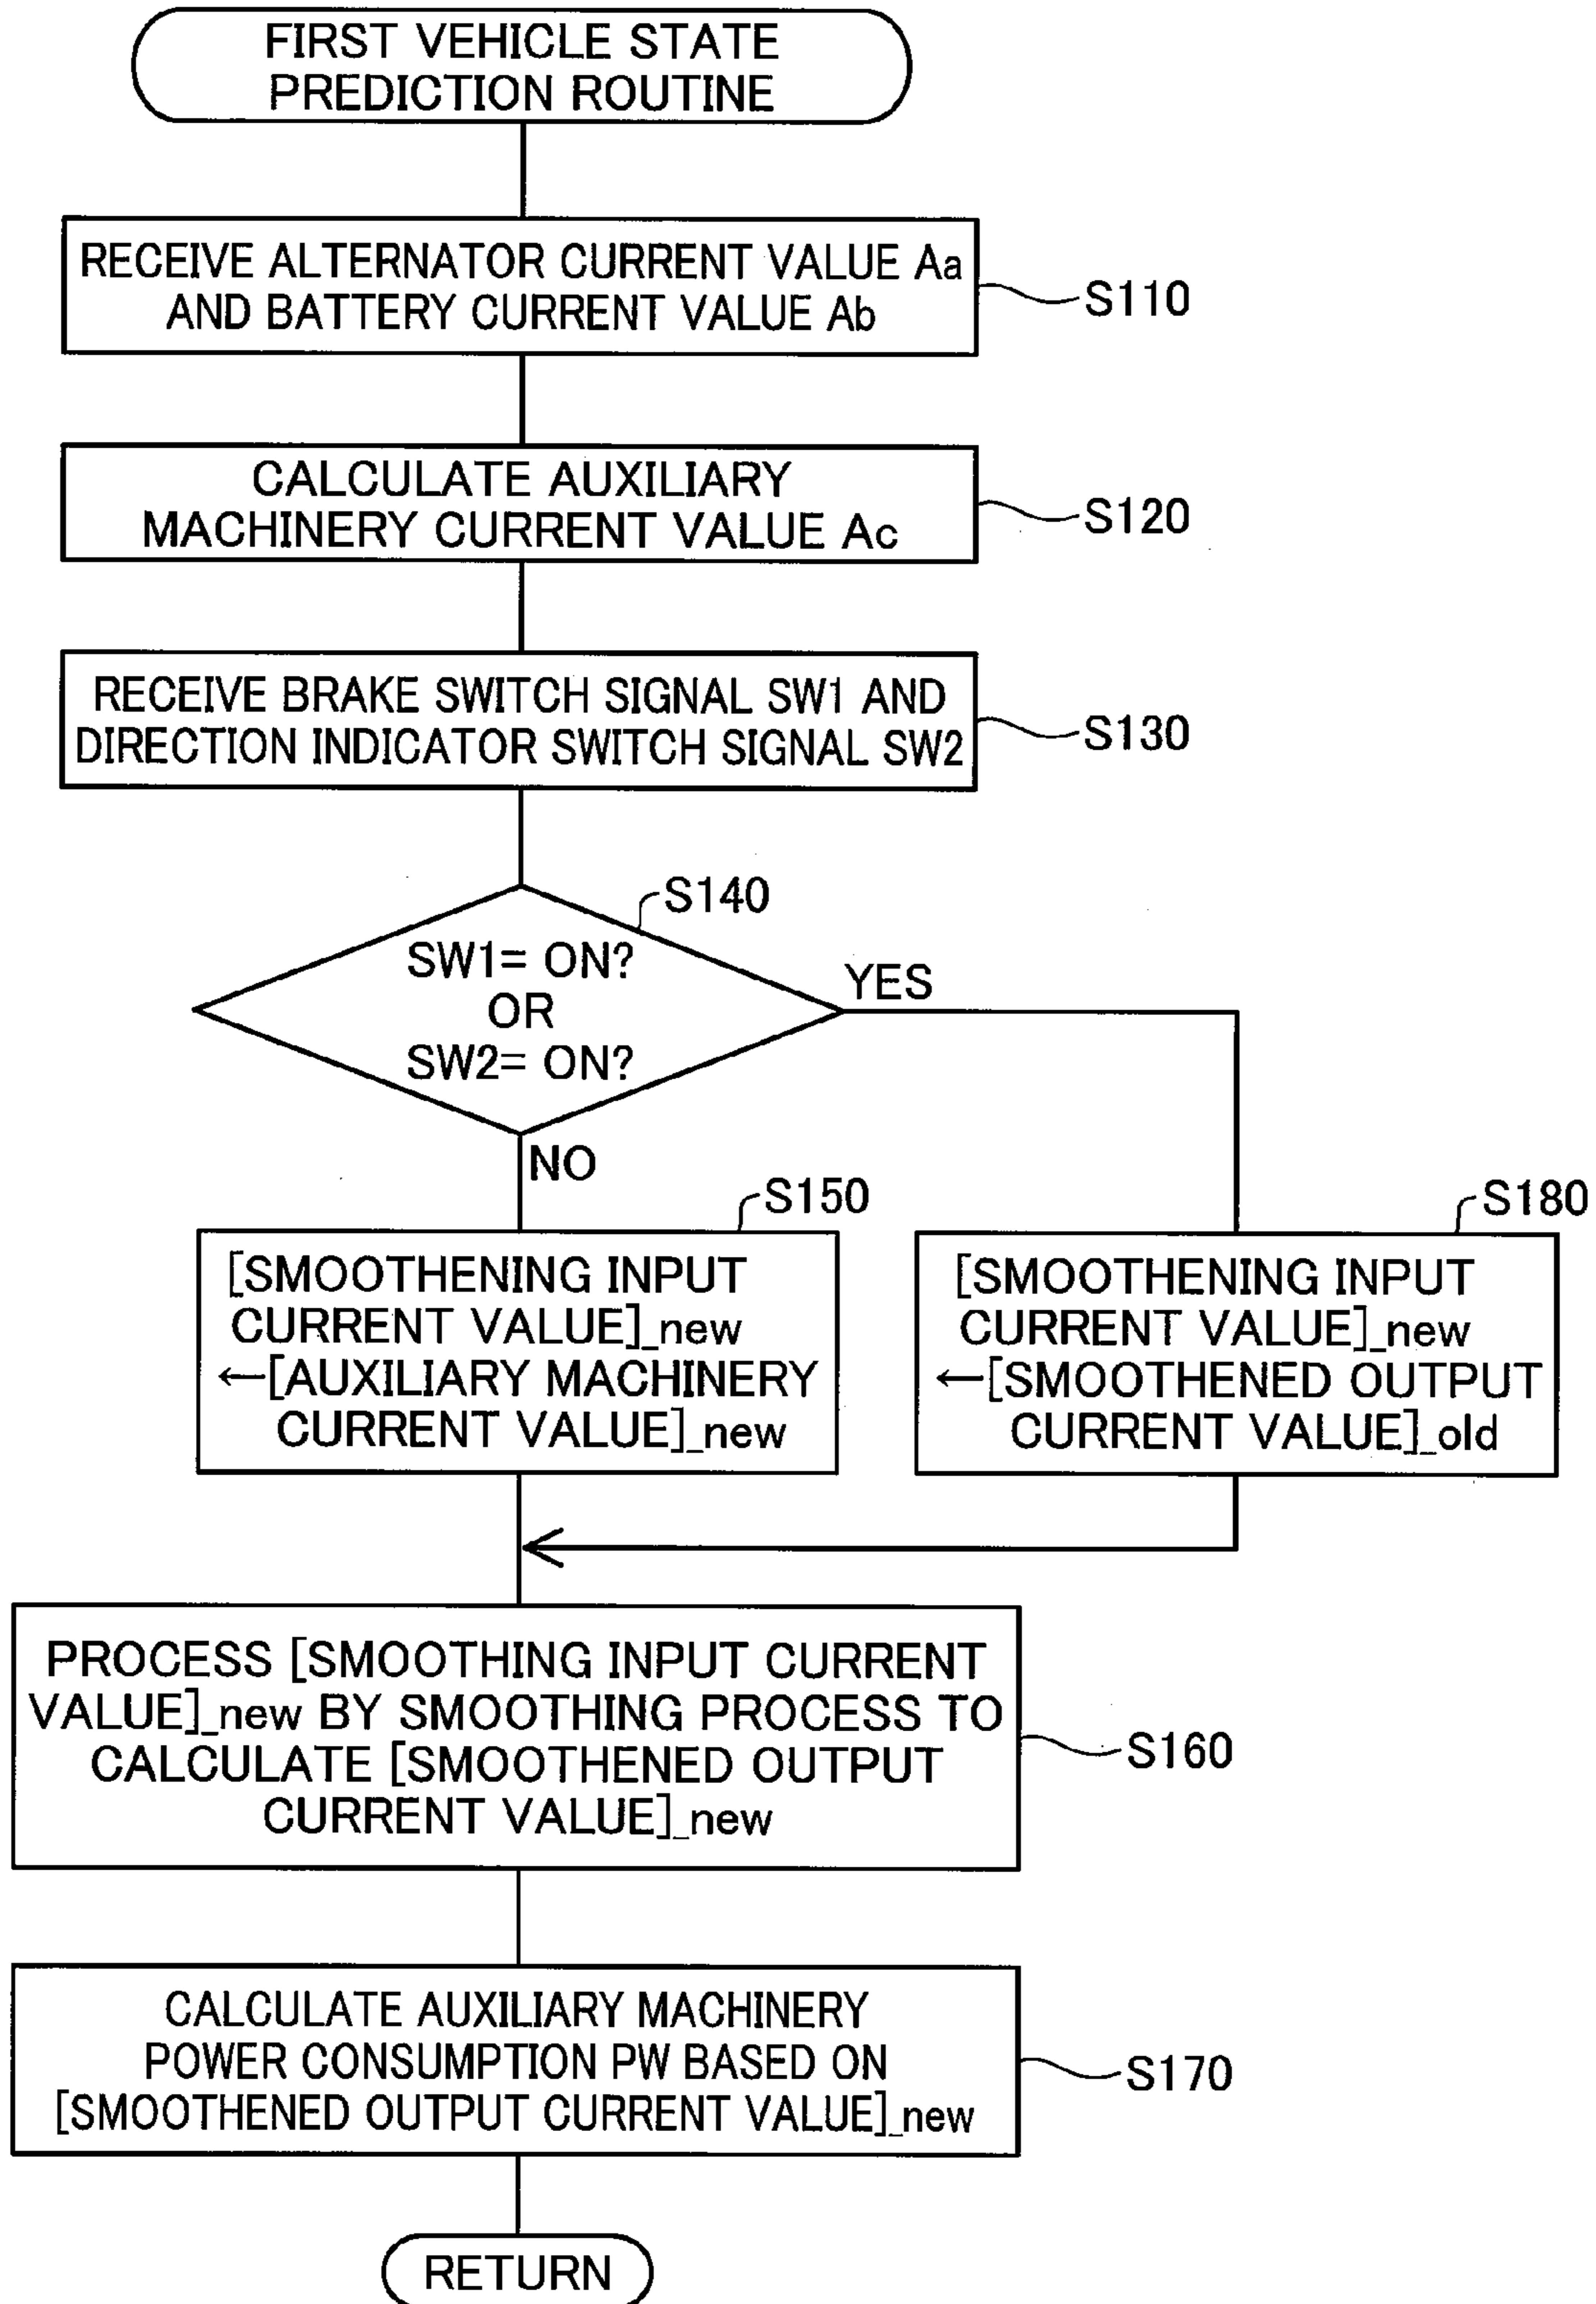 FIRST VEHICLE STATE
PREDICTION ROUTINE
RECEIVE ALTERNATOR CURRENT VALUE Aa
AND BATTERY CURRENT VALUE Ab
S110
CALCULATE AUXILIARY
MACHINERY CURRENT VALUE Ac
S120
RECEIVE BRAKE SWITCH SIGNAL SW1 AND
DIRECTION INDICATOR SWITCH SIGNAL SW2
S130
S140
SW1= ON?
OR
SW2= ON?
YES
NO
S150
[SMOOTHENING INPUT
CURRENT VALUE]_new
←[AUXILIARY MACHINERY
CURRENT VALUE]_new
S180
[SMOOTHENING INPUT
CURRENT VALUE]_new
←[SMOOTHENED OUTPUT
CURRENT VALUE]_old
PROCESS [SMOOTHING INPUT CURRENT
VALUE]_new BY SMOOTHING PROCESS TO
CALCULATE [SMOOTHENED OUTPUT
CURRENT VALUE]_new
S160
CALCULATE AUXILIARY MACHINERY
POWER CONSUMPTION PW BASED ON
[SMOOTHENED OUTPUT CURRENT VALUE]_new
S170
RETURN